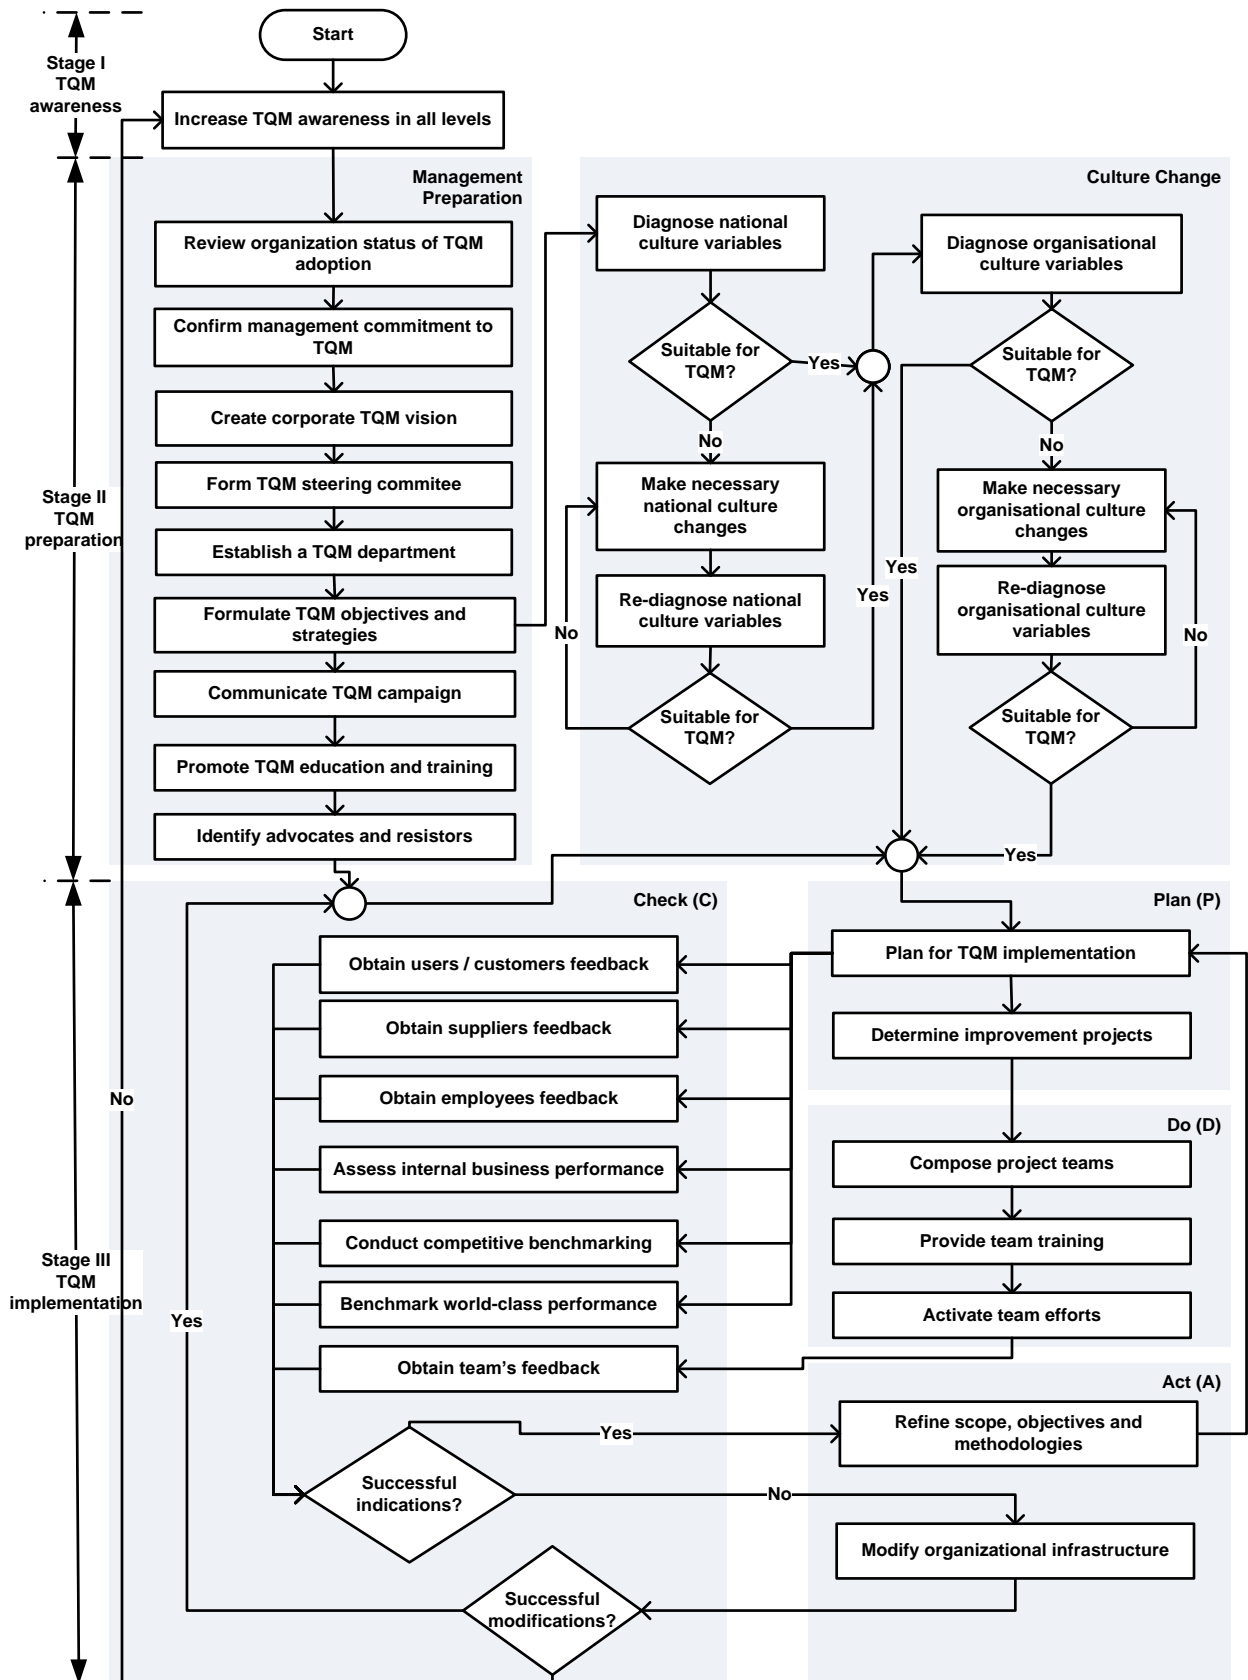 Start
Stage I
TQM
awareness
Increase TQM awareness in all levels
Management
Preparation
Culture Change
Review organization status of TQM
adoption
Confirm management commitment to
TQM
Create corporate TQM vision
Form TQM steering commitee
Establish a TQM department
Formulate TQM objectives and
strategies
Communicate TQM campaign
Promote TQM education and training
Identify advocates and resistors
Stage II
TQM
preparation
Diagnose national
culture variables
Suitable for
TQM?
Yes
No
Make necessary
national culture
changes
Re-diagnose national
culture variables
No
Suitable for
TQM?
Yes
Diagnose organisational
culture variables
Suitable for
TQM?
Yes
No
Make necessary
organisational culture
changes
Re-diagnose
organisational culture
variables
No
Suitable for
TQM?
Yes
Check (C)
Plan (P)
Obtain users / customers feedback
Obtain suppliers feedback
Obtain employees feedback
Assess internal business performance
Conduct competitive benchmarking
Benchmark world-class performance
Obtain team's feedback
Plan for TQM implementation
Determine improvement projects
Do (D)
Compose project teams
Provide team training
Activate team efforts
No
Stage III
TQM
implementation
Yes
Act (A)
Yes
Refine scope, objectives and
methodologies
Successful
indications?
No
Modify organizational infrastructure
Successful
modifications?